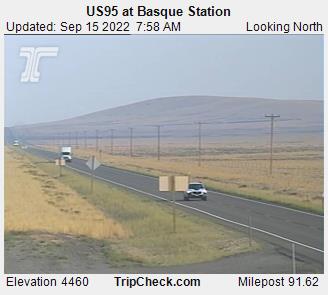 US95 at Basque Station
Updated: Sep 15 2022 7:58 AM Looking North
Elevation 4460 TripCheck.com Milepost 91.62